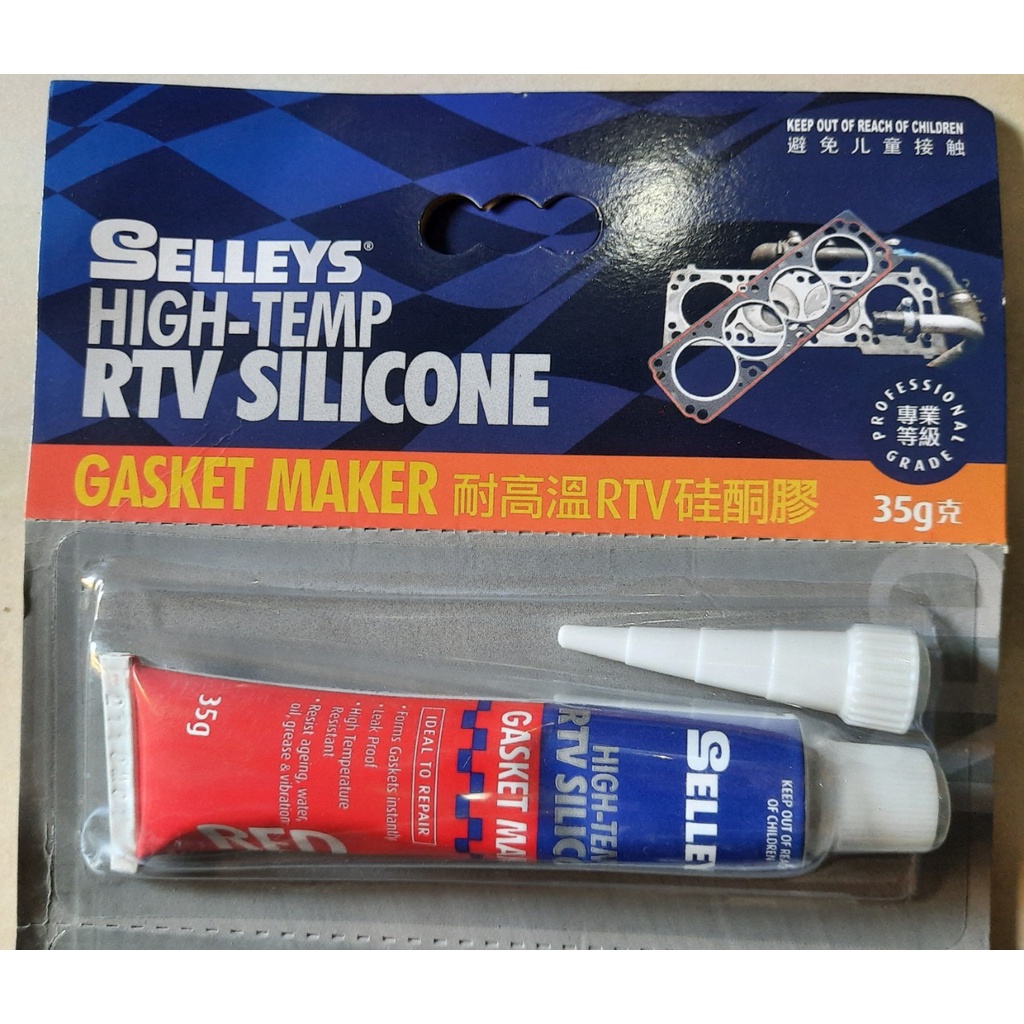 KEEP OUT OF REACH OF CHILDREN
避免儿童接触
SELLEYS®
HIGH-TEMP
RTV SILICONE
PROFESSIONAL
專業
等級
GRADE
GASKET MAKER 耐高溫RTV硅酮膠
35g克
35g
IDEAL TO REPAIR
•Forms Gaskets instantly
•Leak Proof
•High Temperature
Resistant
•Resist ageing, water,
oil, grease & vibration
RED
GASKET MA
HIGH-TEM
RTV SILICO
SELLEY
KEEP OUT OF REA
OF CHILDREN